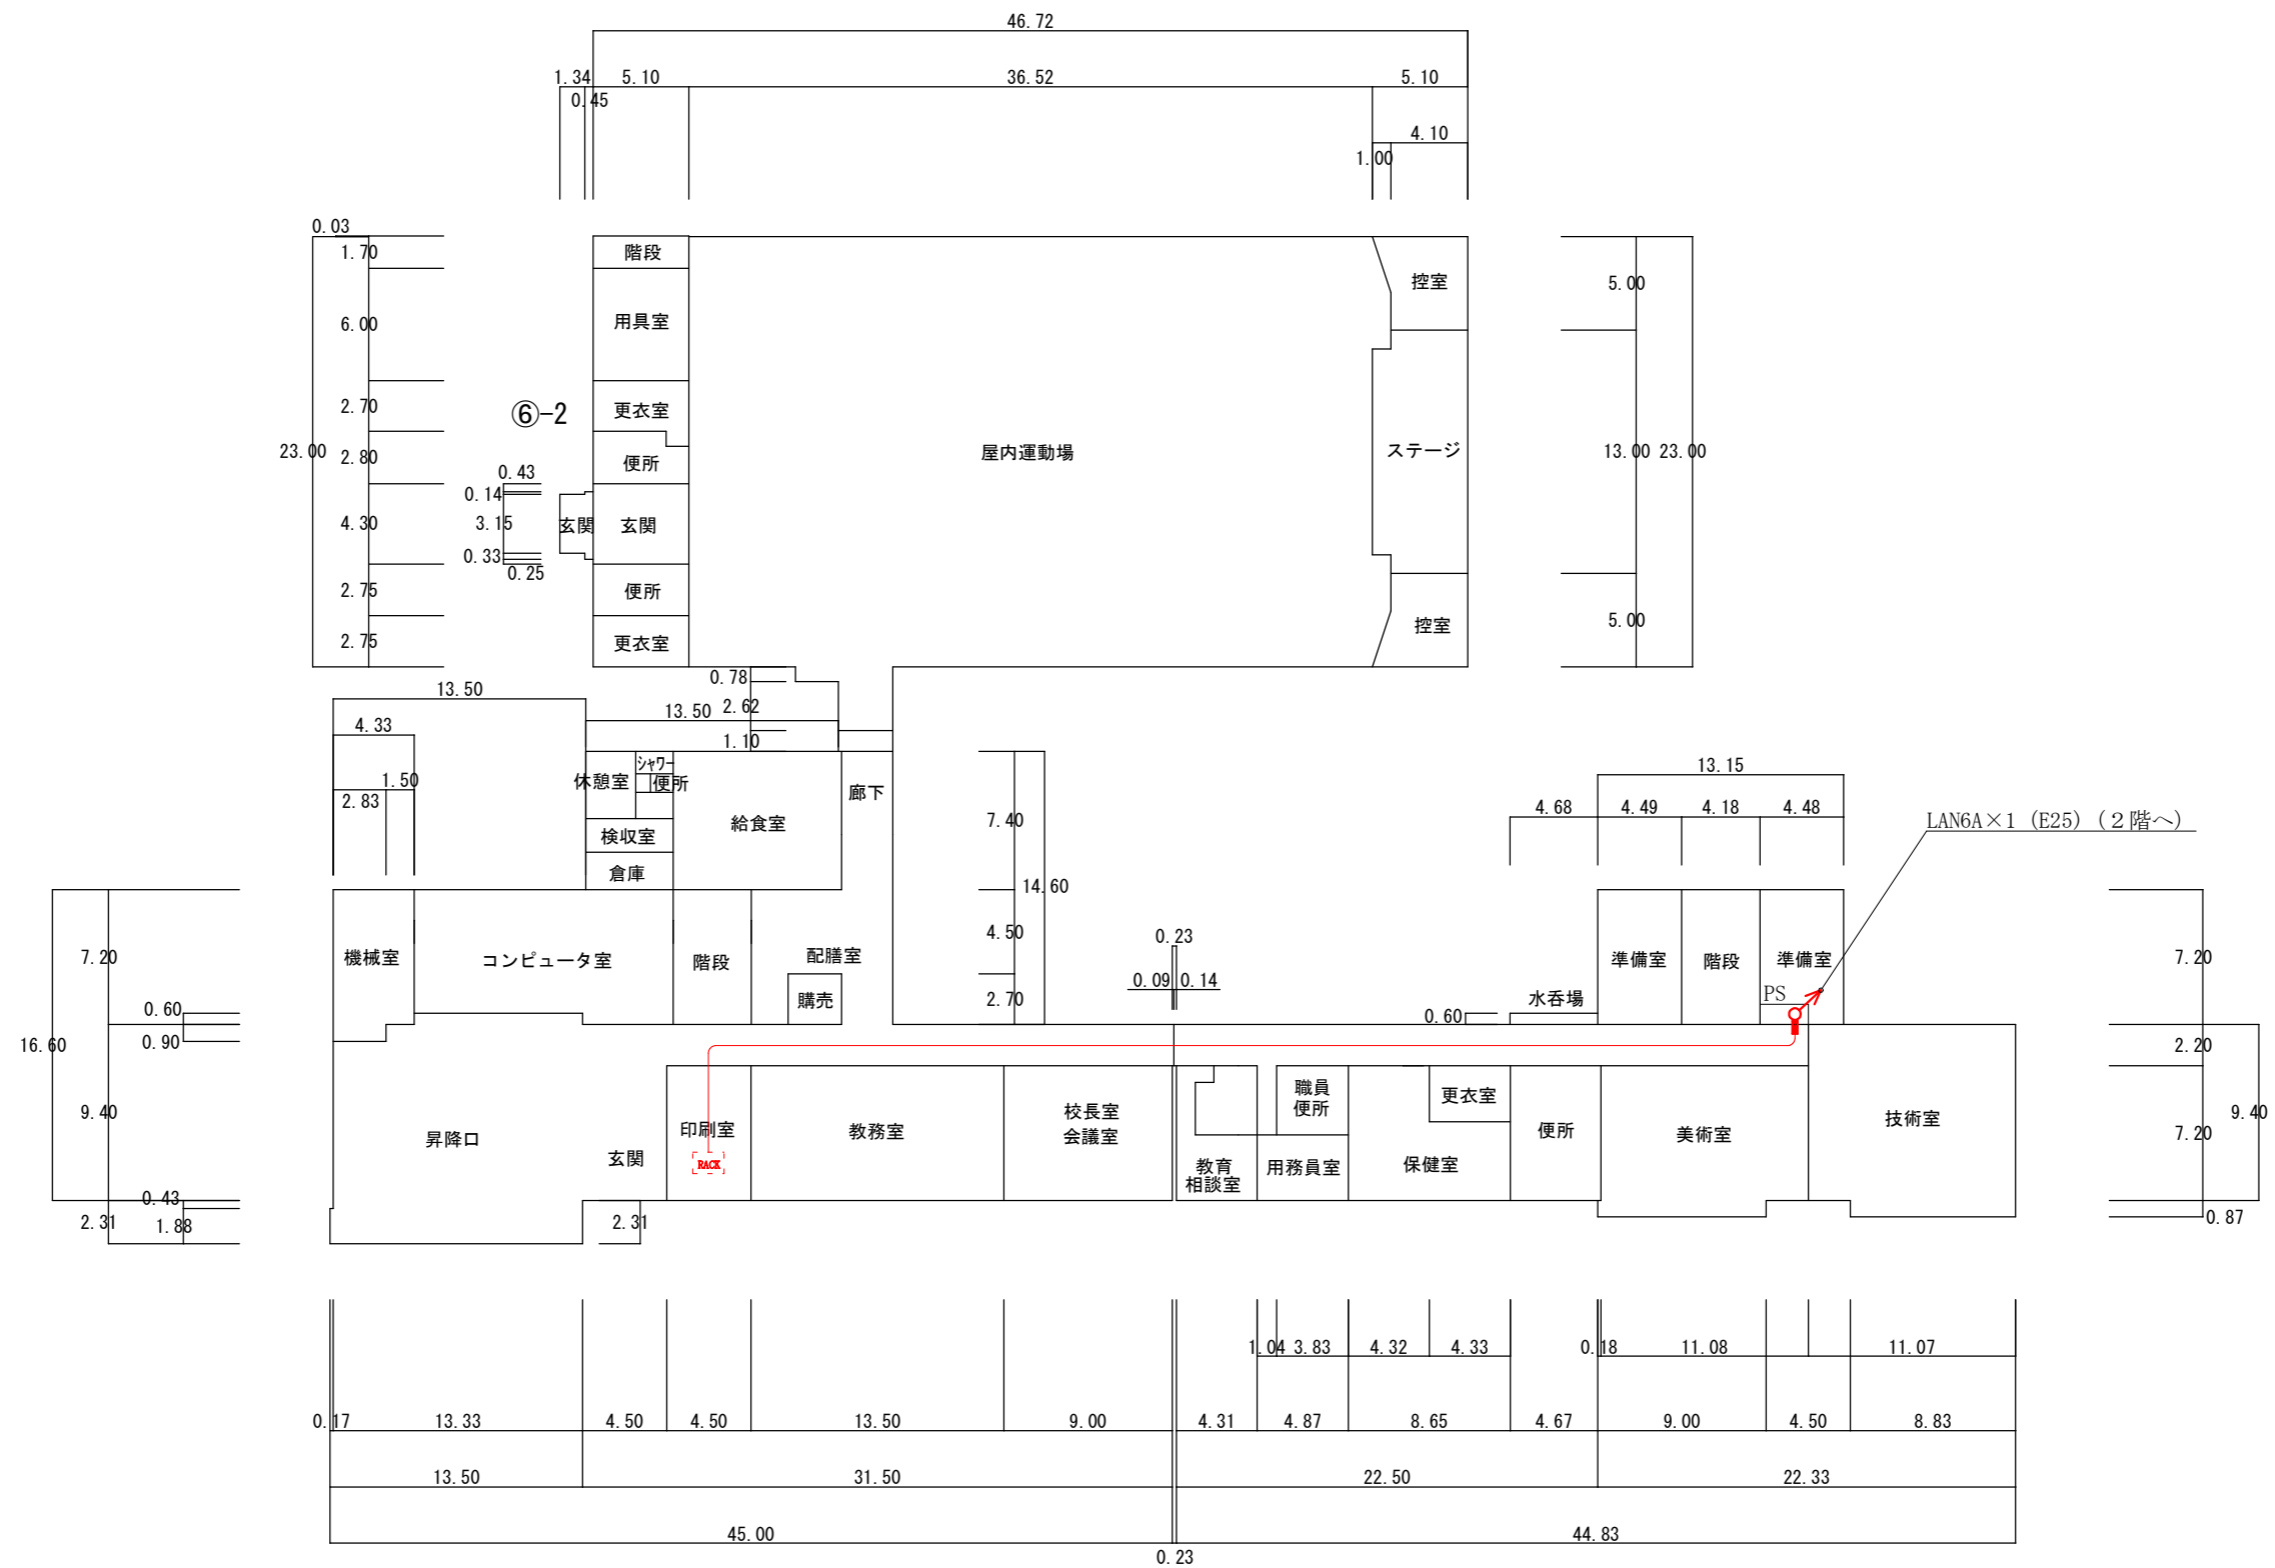 46.72
1.34 5.10 36.52 5.10
0.45
4.10
1.00
0.03
1.70
階段
控室
5.00
6.00
用具室
2.70
⑥-2
更衣室
23.00
2.80
便所
屋内運動場
ステージ
13.00 23.00
0.43
0.14
4.30
3.15
玄関
玄関
0.33
0.25
2.75
便所
2.75
更衣室
控室
5.00
0.78
13.50
13.50 2.62
4.33
1.10
1.50
2.83
休憩室
シャワー
便所
廊下
給食室
検収室
倉庫
7.40
14.60
13.15
4.68 4.49 4.18 4.48
LAN6A×1 (E25) (2階へ)
7.20
機械室
コンピュータ室
階段
配膳室
購売
4.50
2.70
0.23
0.09 0.14
水呑場
0.60
準備室
階段
準備室
PS
7.20
0.60
0.90
16.60
9.40
昇降口
玄関
印刷室
RACK
教務室
校長室
会議室
教育
相談室
職員
便所
用務員室
更衣室
保健室
便所
美術室
技術室
2.20
7.20
9.40
0.43
2.31
1.88
2.31
0.87
1.04 3.83 4.32 4.33 0.18 11.08 11.07
0.17 13.33 4.50 4.50 13.50 9.00 4.31 4.87 8.65 4.67 9.00 4.50 8.83
13.50 31.50 22.50 22.33
45.00 44.83
0.23